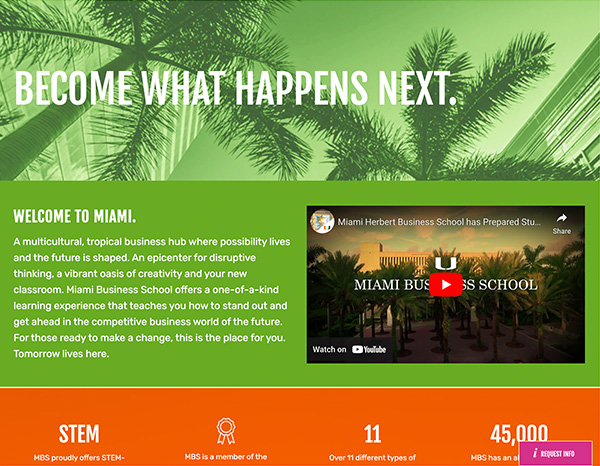 BECOME WHAT HAPPENS NEXT.
WELCOME TO MIAMI.
A multicultural, tropical business hub where possibility lives
and the future is shaped. An epicenter for disruptive
thinking, a vibrant oasis of creativity and your new
classroom. Miami Business School offers a one-of-a-kind
learning experience that teaches you how to stand out and
get ahead in the competitive business world of the future.
For those ready to make a change, this is the place for you.
Tomorrow lives here.
Miami Herbert Business School has Prepared Stu...
Share
U
MIAMI BUSINESS SCHOOL
Watch on YouTube
STEM
MBS proudly offers STEM-
MBS is a member of the
11
Over 11 different types of
45,000
MBS has an al
i REQUEST INFO